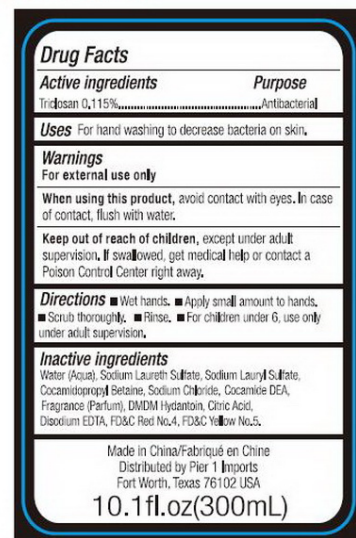 Drug Facts
Active ingredients Purpose
Triclosan 0.115%..........................................Antibacterial
Uses For hand washing to decrease bacteria on skin.
Warnings
For external use only
When using this product, avoid contact with eyes. In case
of contact, flush with water.
Keep out of reach of children, except under adult
supervision. If swallowed, get medical help or contact a
Poison Control Center right away.
Directions ■ Wet hands. ■ Apply small amount to hands.
■ Scrub thoroughly. ■ Rinse. ■ For children under 6, use only
under adult supervision.
Inactive ingredients
Water (Aqua), Sodium Laureth Sulfate, Sodium Lauryl Sulfate,
Cocamidopropyl Betaine, Sodium Chloride, Cocamide DEA,
Fragrance (Parfum), DMDM Hydantoin, Citric Acid,
Disodium EDTA, FD&C Red No.4, FD&C Yellow No.5.
Made in China/Fabriqué en Chine
Distributed by Pier 1 Imports
Fort Worth, Texas 76102 USA
10.1fl.oz(300mL)